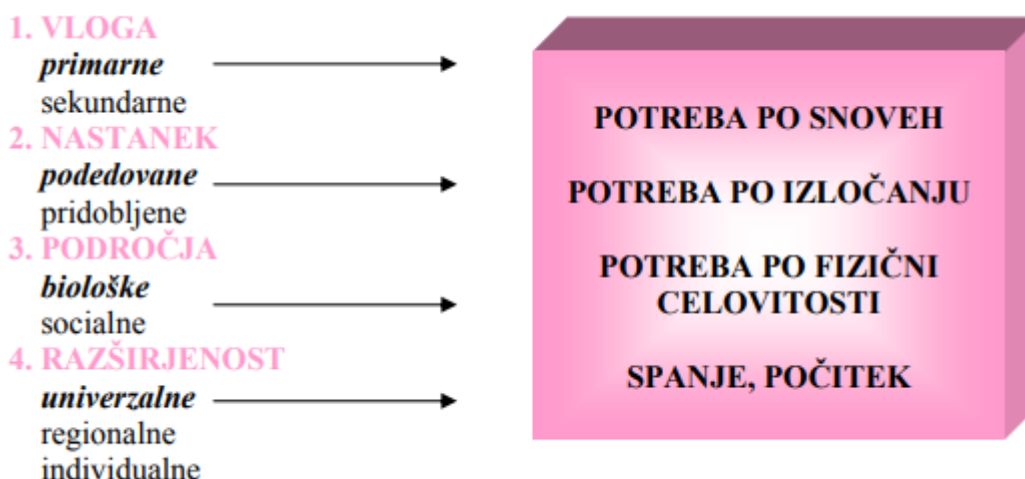 1. VLOGA
primarne
sekundarne
2. NASTANEK
podedovane
pridobljene
3. PODROČJA
biološke
socialne
4. RAZŠIRJENOST
univerzalne
regionalne
individualne
POTREBA PO SNOVEH
POTREBA PO IZLOČANJU
POTREBA PO FIZIČNI
CELOVITOSTI
SPANJE, POČITEK